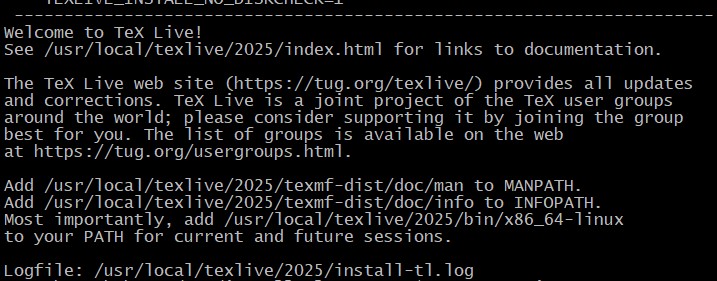 TEXLIVE_INSTALL_NO_DISKCHECK=1
----------------------------------------------------------------------
Welcome to TeX Live!
See /usr/local/texlive/2025/index.html for links to documentation.
The TeX Live web site (https://tug.org/texlive/) provides all updates
and corrections. TeX Live is a joint project of the TeX user groups
around the world; please consider supporting it by joining the group
best for you. The list of groups is available on the web
at https://tug.org/usergroups.html.
Add /usr/local/texlive/2025/texmf-dist/doc/man to MANPATH.
Add /usr/local/texlive/2025/texmf-dist/doc/info to INFOPATH.
Most importantly, add /usr/local/texlive/2025/bin/x86_64-linux
to your PATH for current and future sessions.
Logfile: /usr/local/texlive/2025/install-tl.log